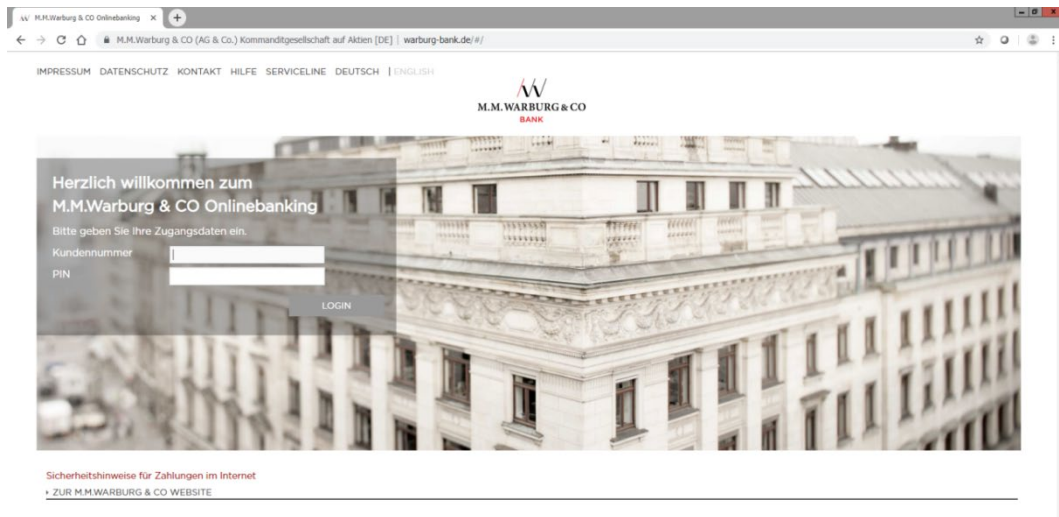 M.M.Warburg & CO Onlinebanking
M.M.Warburg & CO (AG & Co.) Kommanditgesellschaft auf Aktien [DE] | warburg-bank.de/#/
IMPRESSUM DATENSCHUTZ KONTAKT HILFE SERVICELINE DEUTSCH | ENGLISH
M.M.WARBURG & CO
BANK
Herzlich willkommen zum
M.M.Warburg & CO Onlinebanking
Bitte geben Sie Ihre Zugangsdaten ein.
Kundennummer
PIN
LOGIN
Sicherheitshinweise für Zahlungen im Internet
ZUR M.M.WARBURG & CO WEBSITE